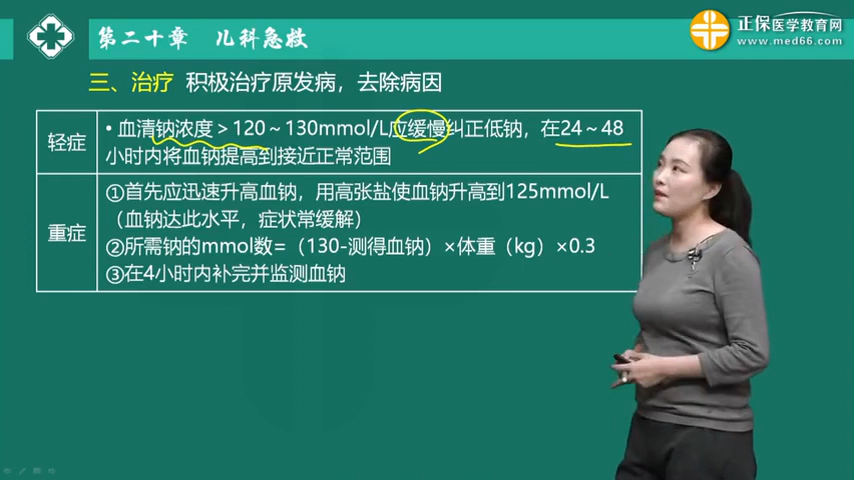 第二十章 儿科急救
正保医学教育网
www.med66.com
三、治疗 积极治疗原发病，去除病因
轻症
• 血清钠浓度＞120～130mmol/L应缓慢纠正低钠，在24～48
小时内将血钠提高到接近正常范围
重症
①首先应迅速升高血钠，用高张盐使血钠升高到125mmol/L
（血钠达此水平，症状常缓解）
②所需钠的mmol数=（130-测得血钠）×体重（kg）×0.3
③在4小时内补完并监测血钠